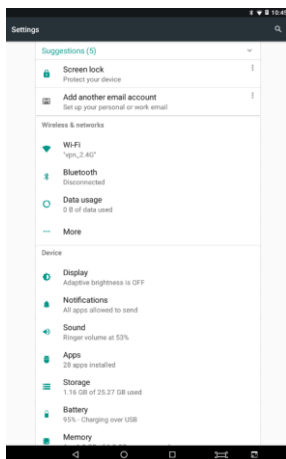 10:45
Settings
Suggestions (5)
Screen lock
Protect your device
Add another email account
Set up your personal or work email
Wireless & networks
Wi-Fi
"vpn_2.4G"
Bluetooth
Disconnected
Data usage
0 B of data used
More
Device
Display
Adaptive brightness is OFF
Notifications
All apps allowed to send
Sound
Ringer volume at 53%
Apps
28 apps installed
Storage
1.16 GB of 25.27 GB used
Battery
95% - Charging over USB
Memory